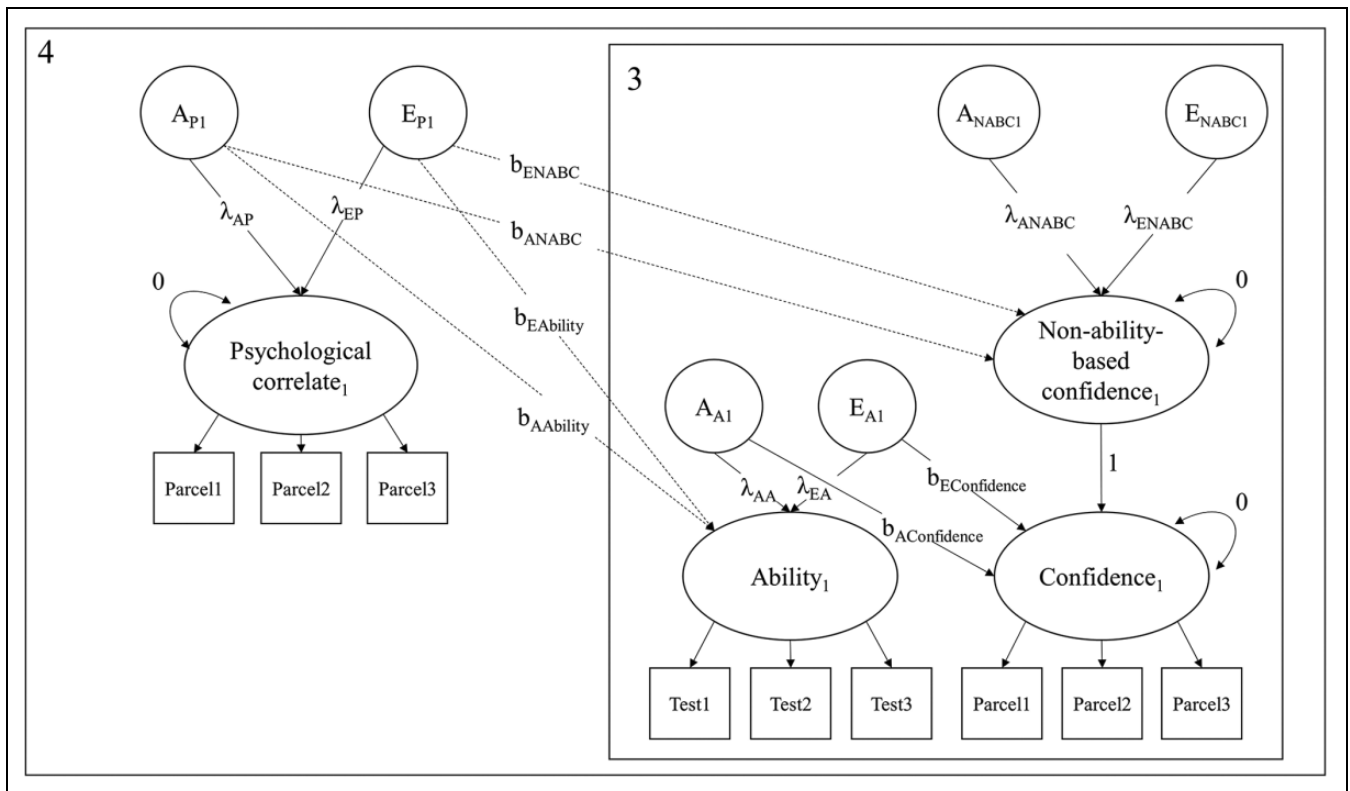 4
3
A_P1
E_P1
A_NABC1
E_NABC1
b_ENABC
λ_AP
λ_EP
b_ANABC
λ_ANABC
λ_ENABC
0
0
b_EAbility
Psychological
correlate_1
Non-ability-
based
confidence_1
A_A1
E_A1
b_AAbility
1
b_EConfidence
Parcel1
Parcel2
Parcel3
λ_AA
λ_EA
0
b_AConfidence
Ability_1
Confidence_1
Test1
Test2
Test3
Parcel1
Parcel2
Parcel3